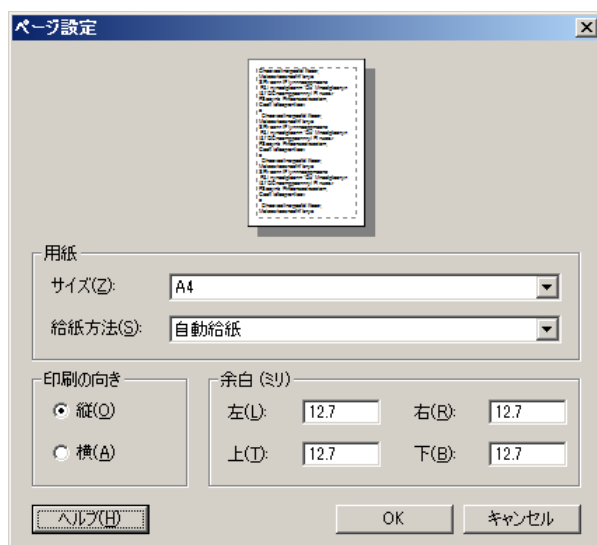 ページ設定
用紙
サイズ(Z):
A4
給紙方法(S):
自動給紙
印刷の向き
縦(O)
横(A)
余白 (ミリ)
左(L): 12.7 右(R): 12.7
上(T): 12.7 下(B): 12.7
ヘルプ(H) OK キャンセル